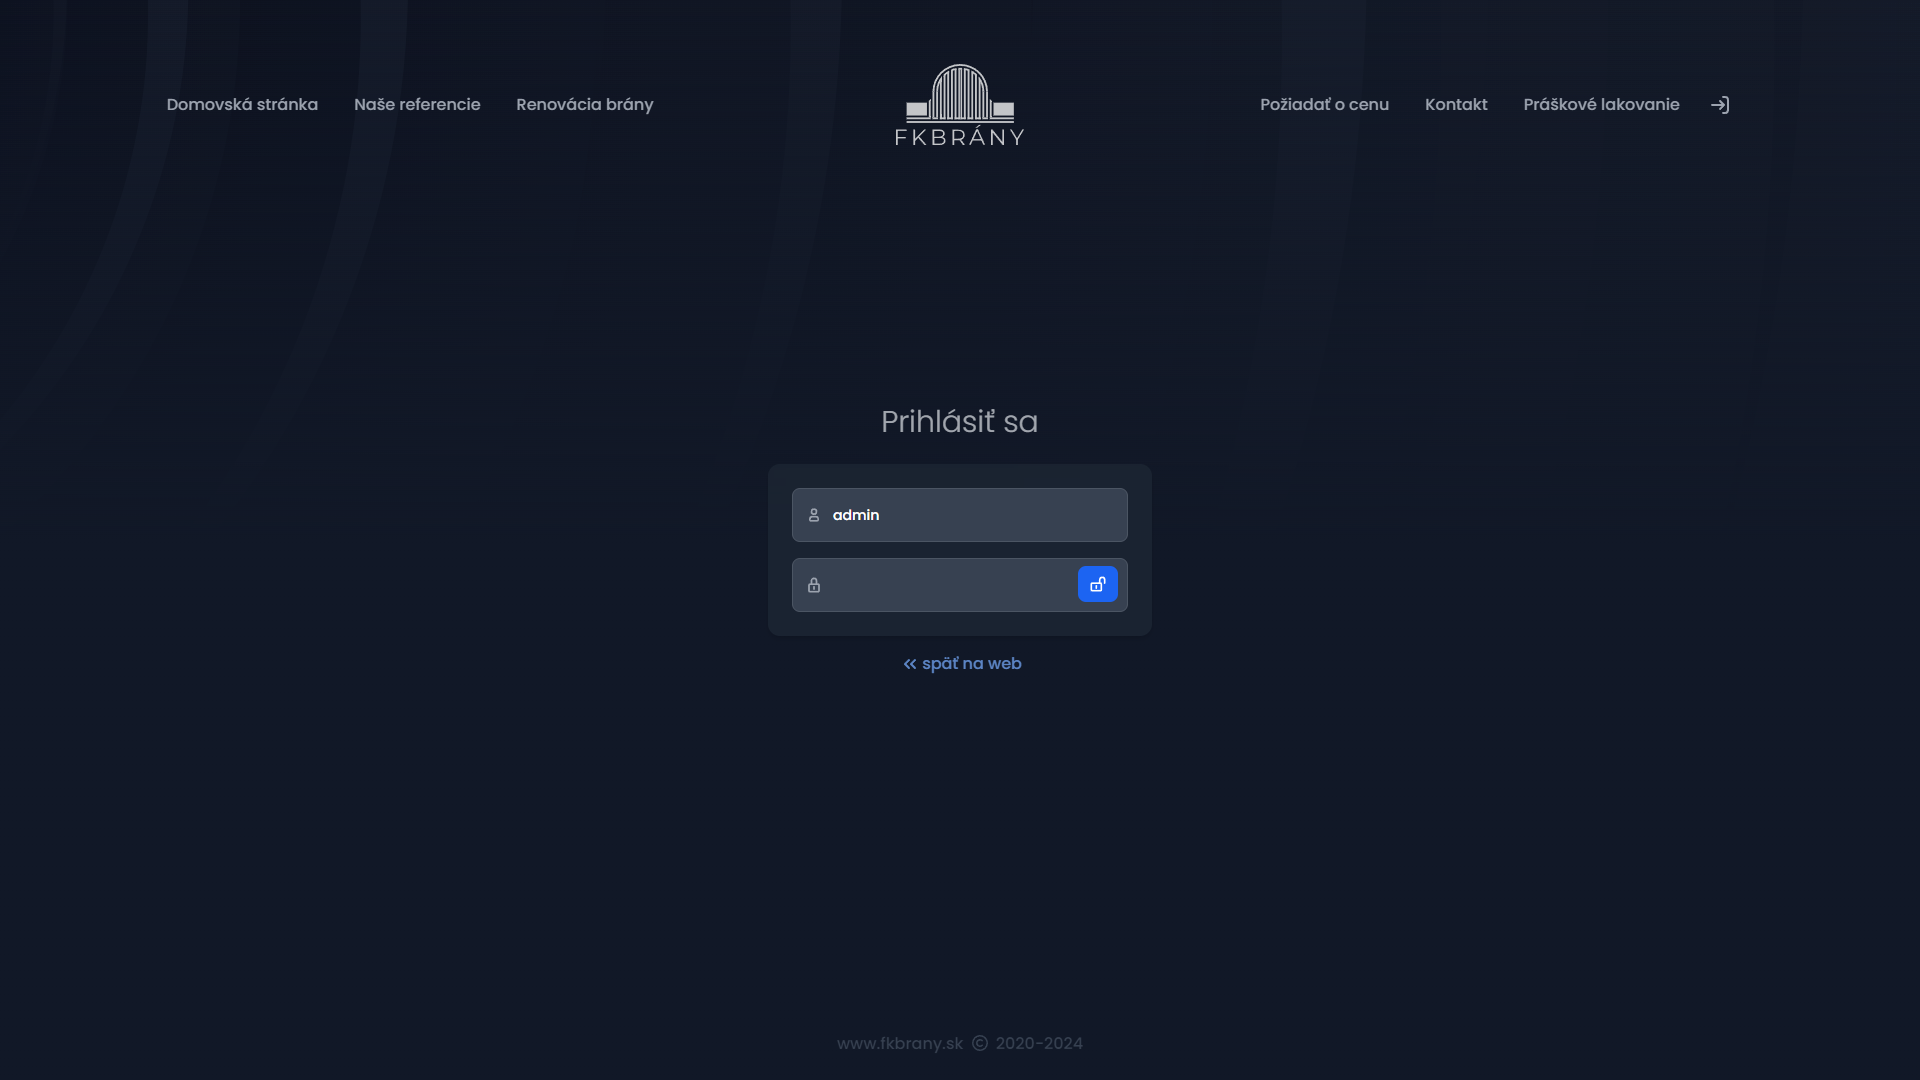 Domovská stránka Naše referencie Renovácia brány
FKBRÁNY
Požiadať o cenu Kontakt Práškové lakovanie
Prihlásiť sa
admin
späť na web
www.fkbrany.sk © 2020-2024